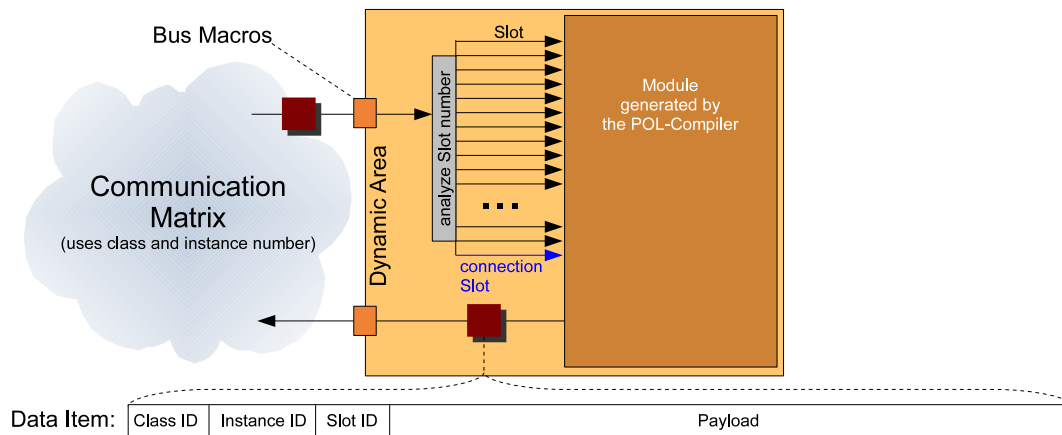 Bus Macros
Slot
Module
generated by
the POL-Compiler
analyze Slot number
Dynamic Area
Communication
Matrix
(uses class and instance number)
...
connection
Slot
Data Item:
Class ID
Instance ID
Slot ID
Payload